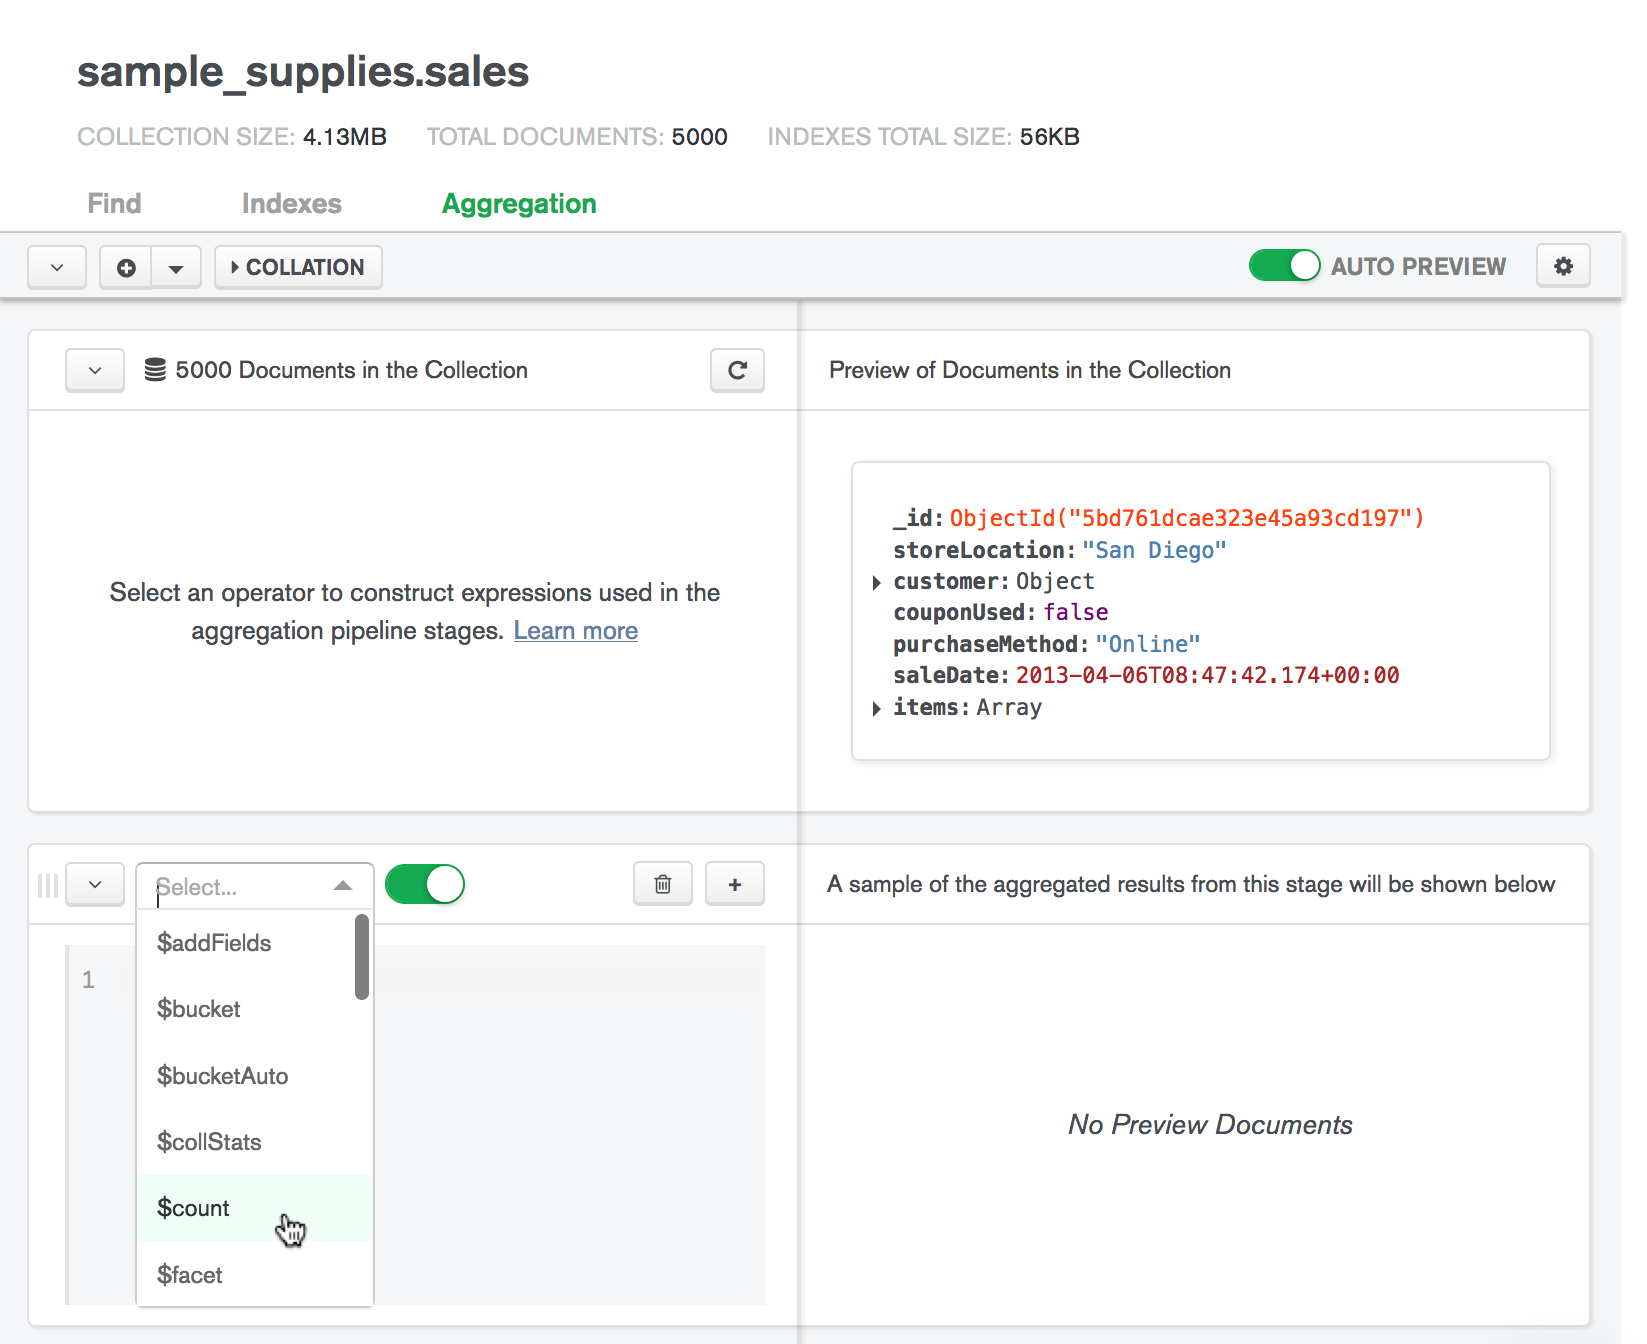 sample_supplies.sales
COLLECTION SIZE: 4.13MB TOTAL DOCUMENTS: 5000 INDEXES TOTAL SIZE: 56KB
Find Indexes Aggregation
COLLATION AUTO PREVIEW
5000 Documents in the Collection
Preview of Documents in the Collection
Select an operator to construct expressions used in the
aggregation pipeline stages. Learn more
_id: ObjectId("5bd761dcae323e45a93cd197")
storeLocation: "San Diego"
customer: Object
couponUsed: false
purchaseMethod: "Online"
saleDate: 2013-04-06T08:47:42.174+00:00
items: Array
Select...
A sample of the aggregated results from this stage will be shown below
1
$addFields
$bucket
$bucketAuto
$collStats
$count
$facet
No Preview Documents